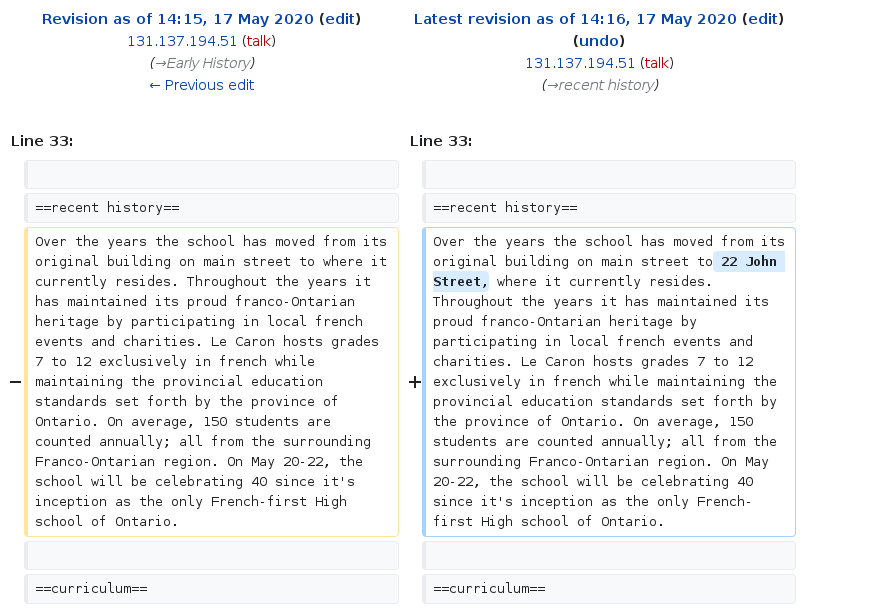 Revision as of 14:15, 17 May 2020 (edit)
131.137.194.51 (talk)
(→Early History)
← Previous edit
Latest revision as of 14:16, 17 May 2020 (edit)
(undo)
131.137.194.51 (talk)
(→recent history)
Line 33:
Line 33:
==recent history==
==recent history==
−
Over the years the school has moved from its
original building on main street to where it
currently resides. Throughout the years it
has maintained its proud franco-Ontarian
heritage by participating in local french
events and charities. Le Caron hosts grades
7 to 12 exclusively in french while
maintaining the provincial education
standards set forth by the province of
Ontario. On average, 150 students are
counted annually; all from the surrounding
Franco-Ontarian region. On May 20-22, the
school will be celebrating 40 since it's
inception as the only French-first High
school of Ontario.
+
Over the years the school has moved from its
original building on main street to 22 John
Street, where it currently resides.
Throughout the years it has maintained its
proud franco-Ontarian heritage by
participating in local french events and
charities. Le Caron hosts grades 7 to 12
exclusively in french while maintaining the
provincial education standards set forth by
the province of Ontario. On average, 150
students are counted annually; all from the
surrounding Franco-Ontarian region. On May
20-22, the school will be celebrating 40
since it's inception as the only French-
first High school of Ontario.
==curriculum==
==curriculum==